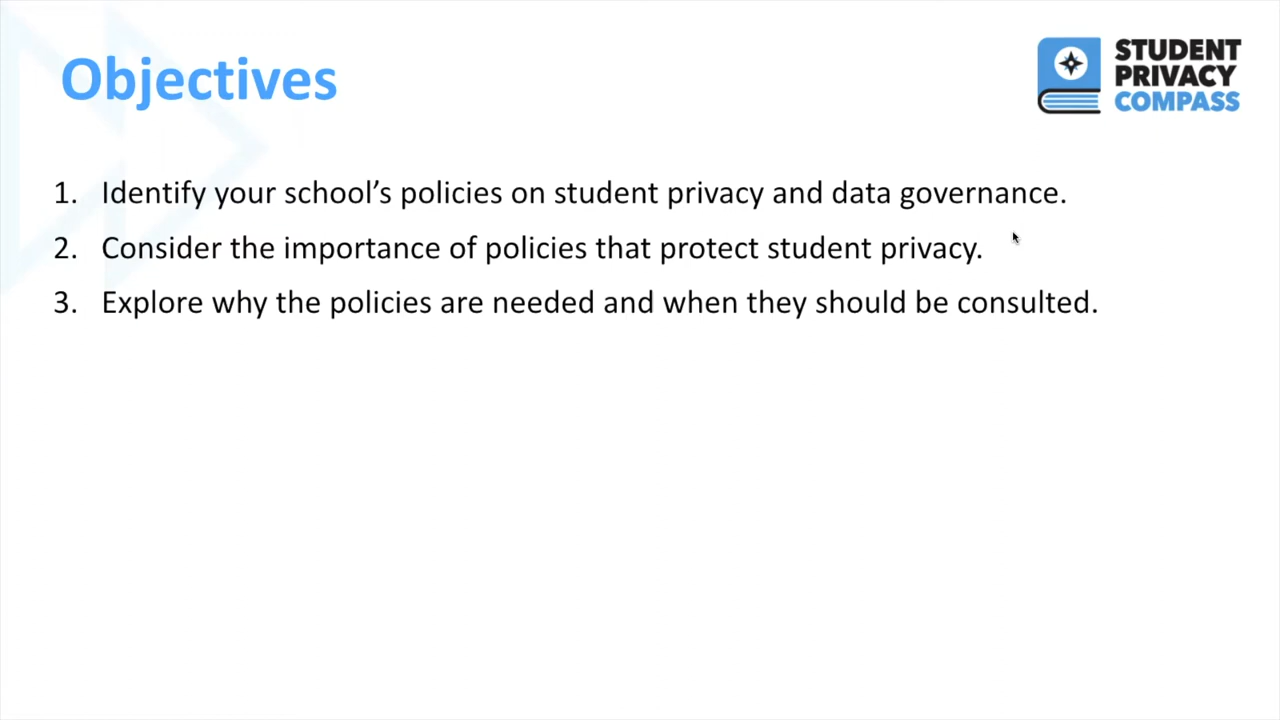 Objectives
STUDENT
PRIVACY
COMPASS
1. Identify your school’s policies on student privacy and data governance.
2. Consider the importance of policies that protect student privacy.
3. Explore why the policies are needed and when they should be consulted.